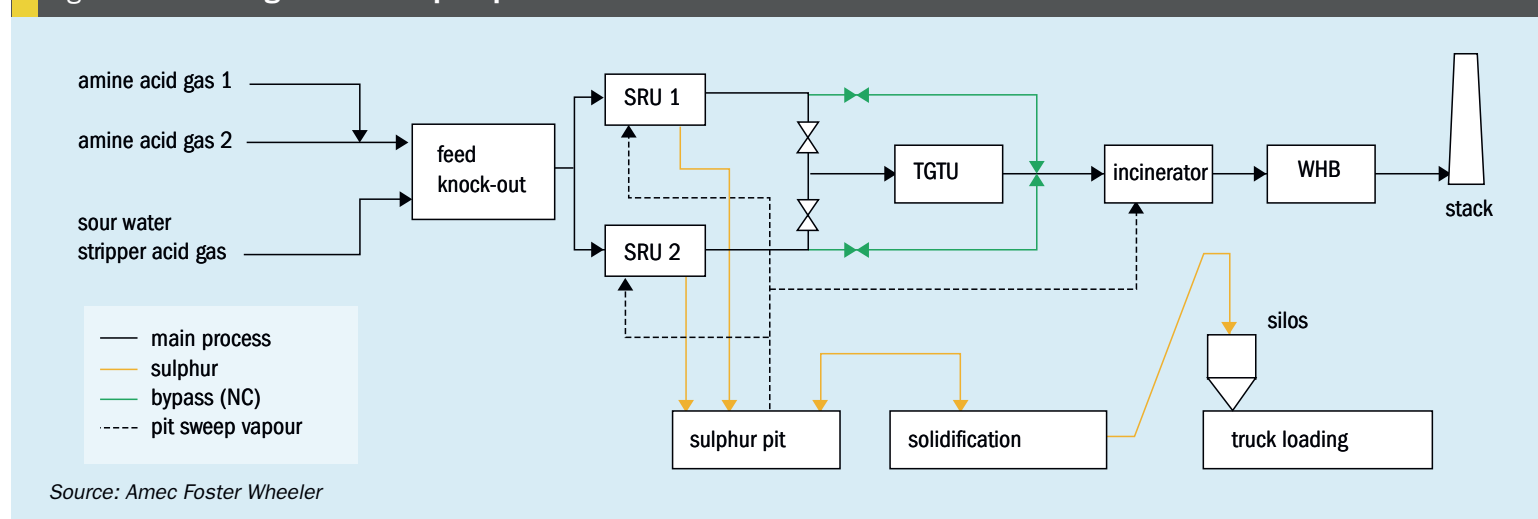 amine acid gas 1
amine acid gas 2
sour water
stripper acid gas
feed
knock-out
SRU 1
SRU 2
TGTU
incinerator
WHB
stack
silos
sulphur pit
solidification
truck loading
main process
sulphur
bypass (NC)
pit sweep vapour
Source: Amec Foster Wheeler